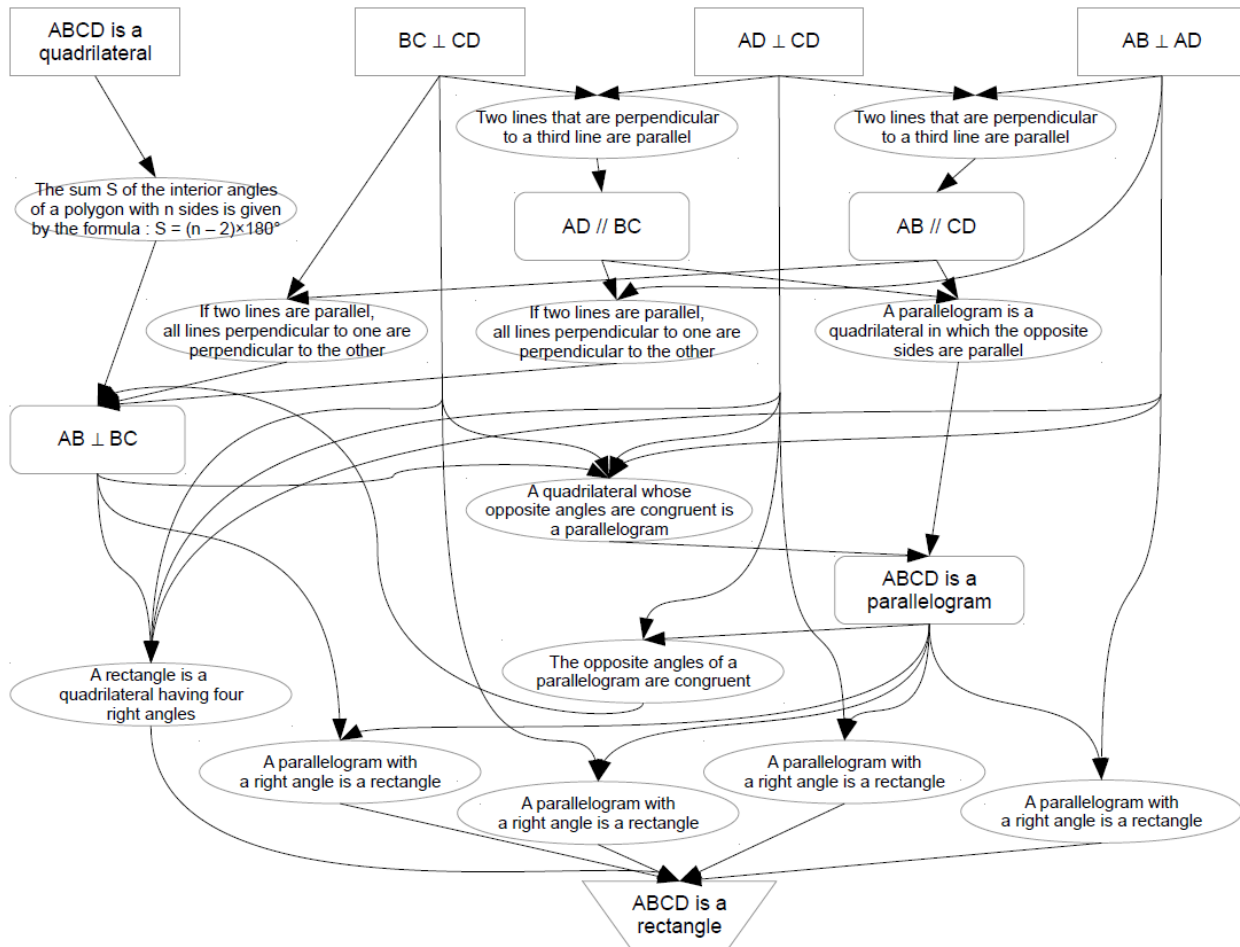 ABCD is a
quadrilateral
BC ⊥ CD
AD ⊥ CD
AB ⊥ AD
Two lines that are perpendicular
to a third line are parallel
Two lines that are perpendicular
to a third line are parallel
The sum S of the interior angles
of a polygon with n sides is given
by the formula : S = (n – 2)×180°
AD // BC
AB // CD
If two lines are parallel,
all lines perpendicular to one are
perpendicular to the other
If two lines are parallel,
all lines perpendicular to one are
perpendicular to the other
A parallelogram is a
quadrilateral in which the opposite
sides are parallel
AB ⊥ BC
A quadrilateral whose
opposite angles are congruent is
a parallelogram
ABCD is a
parallelogram
A rectangle is a
quadrilateral having four
right angles
The opposite angles of a
parallelogram are congruent
A parallelogram with
a right angle is a rectangle
A parallelogram with
a right angle is a rectangle
A parallelogram with
a right angle is a rectangle
A parallelogram with
a right angle is a rectangle
ABCD is a
rectangle